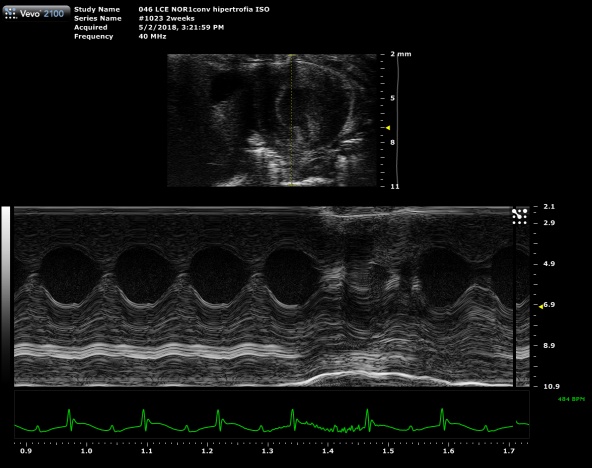 Vevo 2100
Study Name 046 LCE NOR1conv hipertrofia ISO
Series Name #1023 2weeks
Acquired 5/2/2018, 3:21:59 PM
Frequency 40 MHz
2 mm
5
8
11
2.1
2.9
4.9
6.9
8.9
10.9
484 BPM
0.9 1.0 1.1 1.2 1.3 1.4 1.5 1.6 1.7